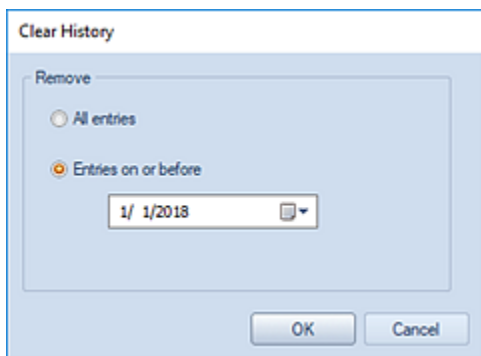 Clear History
Remove
All entries
Entries on or before
1/ 1/2018
OK Cancel